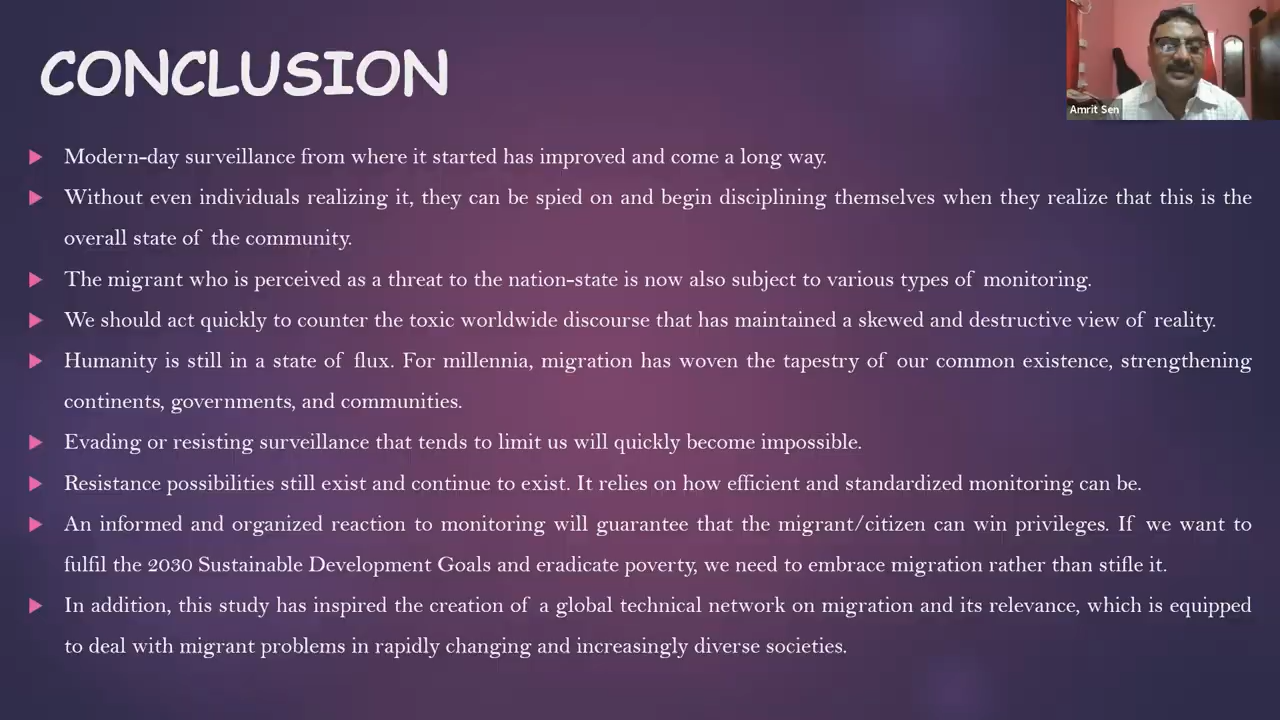 CONCLUSION
Amrit Sen
Modern-day surveillance from where it started has improved and come a long way.
Without even individuals realizing it, they can be spied on and begin disciplining themselves when they realize that this is the
overall state of the community.
The migrant who is perceived as a threat to the nation-state is now also subject to various types of monitoring.
We should act quickly to counter the toxic worldwide discourse that has maintained a skewed and destructive view of reality.
Humanity is still in a state of flux. For millennia, migration has woven the tapestry of our common existence, strengthening
continents, governments, and communities.
Evading or resisting surveillance that tends to limit us will quickly become impossible.
Resistance possibilities still exist and continue to exist. It relies on how efficient and standardized monitoring can be.
An informed and organized reaction to monitoring will guarantee that the migrant/citizen can win privileges. If we want to
fulfil the 2030 Sustainable Development Goals and eradicate poverty, we need to embrace migration rather than stifle it.
In addition, this study has inspired the creation of a global technical network on migration and its relevance, which is equipped
to deal with migrant problems in rapidly changing and increasingly diverse societies.